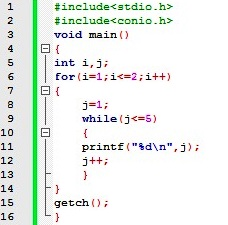 1 #include<stdio.h>
2 #include<conio.h>
3 void main()
4 {
5 int i,j;
6 for(i=1;i<=2;i++)
7 {
8 j=1;
9 while(j<=5)
10 {
11 printf("%d\n",j);
12 j++;
13 }
14 }
15 getch();
16 }